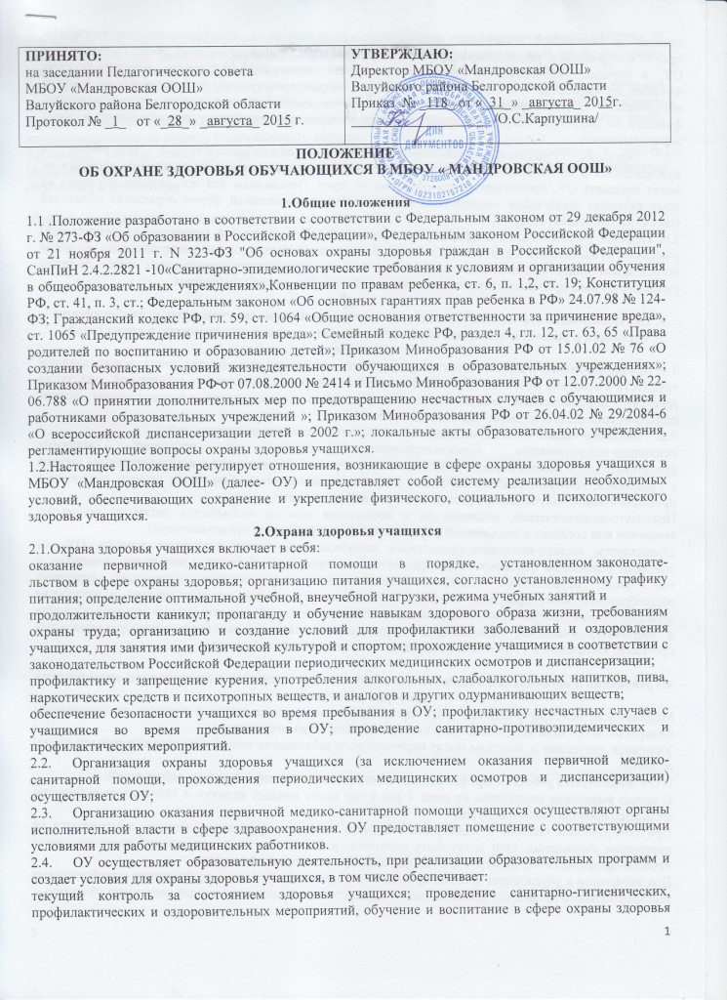 ПРИНЯТО:
на заседании Педагогического совета
МБОУ «Мандровская ООШ»
Валуйского района Белгородской области
Протокол № _1_ от «_28_» _августа_ 2015 г.
УТВЕРЖДАЮ:
Директор МБОУ «Мандровская ООШ»
Валуйского района Белгородской области
Приказ № _118_ от «_31_» _августа_ 2015г.
/О.С.Карпушина/
ДЛЯ
ДОКУМЕНТОВ
ОГРН 1023102157210
ПОЛОЖЕНИЕ
ОБ ОХРАНЕ ЗДОРОВЬЯ ОБУЧАЮЩИХСЯ В МБОУ « МАНДРОВСКАЯ ООШ»
1.Общие положения
1.1 .Положение разработано в соответствии с соответствии с Федеральным законом от 29 декабря 2012
г. № 273-ФЗ «Об образовании в Российской Федерации», Федеральным законом Российской Федерации
от 21 ноября 2011 г. N 323-ФЗ "Об основах охраны здоровья граждан в Российской Федерации",
СанПиН 2.4.2.2821 -10«Санитарно-эпидемиологические требования к условиям и организации обучения
в общеобразовательных учреждениях»,Конвенции по правам ребенка, ст. 6, п. 1,2, ст. 19; Конституция
РФ, ст. 41, п. 3, ст.; Федеральным законом «Об основных гарантиях прав ребенка в РФ» 24.07.98 № 124-
ФЗ; Гражданский кодекс РФ, гл. 59, ст. 1064 «Общие основания ответственности за причинение вреда»,
ст. 1065 «Предупреждение причинения вреда»; Семейный кодекс РФ, раздел 4, гл. 12, ст. 63, 65 «Права
родителей по воспитанию и образованию детей»; Приказом Минобразования РФ от 15.01.02 № 76 «О
создании безопасных условий жизнедеятельности обучающихся в образовательных учреждениях»;
Приказом Минобразования РФ от 07.08.2000 № 2414 и Письмо Минобразования РФ от 12.07.2000 № 22-
06.788 «О принятии дополнительных мер по предотвращению несчастных случаев с обучающимися и
работниками образовательных учреждений »; Приказом Минобразования РФ от 26.04.02 № 29/2084-6
«О всероссийской диспансеризации детей в 2002 г.»; локальные акты образовательного учреждения,
регламентирующие вопросы охраны здоровья учащихся.
1.2.Настоящее Положение регулирует отношения, возникающие в сфере охраны здоровья учащихся в
МБОУ «Мандровская ООШ» (далее- ОУ) и представляет собой систему реализации необходимых
условий, обеспечивающих сохранение и укрепление физического, социального и психологического
здоровья учащихся.
2.Охрана здоровья учащихся
2.1.Охрана здоровья учащихся включает в себя:
оказание первичной медико-санитарной помощи в порядке, установленном законодате-
льством в сфере охраны здоровья; организацию питания учащихся, согласно установленному графику
питания; определение оптимальной учебной, внеучебной нагрузки, режима учебных занятий и
продолжительности каникул; пропаганду и обучение навыкам здорового образа жизни, требованиям
охраны труда; организацию и создание условий для профилактики заболеваний и оздоровления
учащихся, для занятия ими физической культурой и спортом; прохождение учащимися в соответствии с
законодательством Российской Федерации периодических медицинских осмотров и диспансеризации;
профилактику и запрещение курения, употребления алкогольных, слабоалкогольных напитков, пива,
наркотических средств и психотропных веществ, и аналогов и других одурманивающих веществ;
обеспечение безопасности учащихся во время пребывания в ОУ; профилактику несчастных случаев с
учащимися во время пребывания в ОУ; проведение санитарно-противоэпидемических и
профилактических мероприятий.
2.2. Организация охраны здоровья учащихся (за исключением оказания первичной медико-
санитарной помощи, прохождения периодических медицинских осмотров и диспансеризации)
осуществляется ОУ;
2.3. Организацию оказания первичной медико-санитарной помощи учащихся осуществляют органы
исполнительной власти в сфере здравоохранения. ОУ предоставляет помещение с соответствующими
условиями для работы медицинских работников.
2.4. ОУ осуществляет образовательную деятельность, при реализации образовательных программ и
создает условия для охраны здоровья учащихся, в том числе обеспечивает:
текущий контроль за состоянием здоровья учащихся; проведение санитарно-гигиенических,
профилактических и оздоровительных мероприятий, обучение и воспитание в сфере охраны здоровья
1